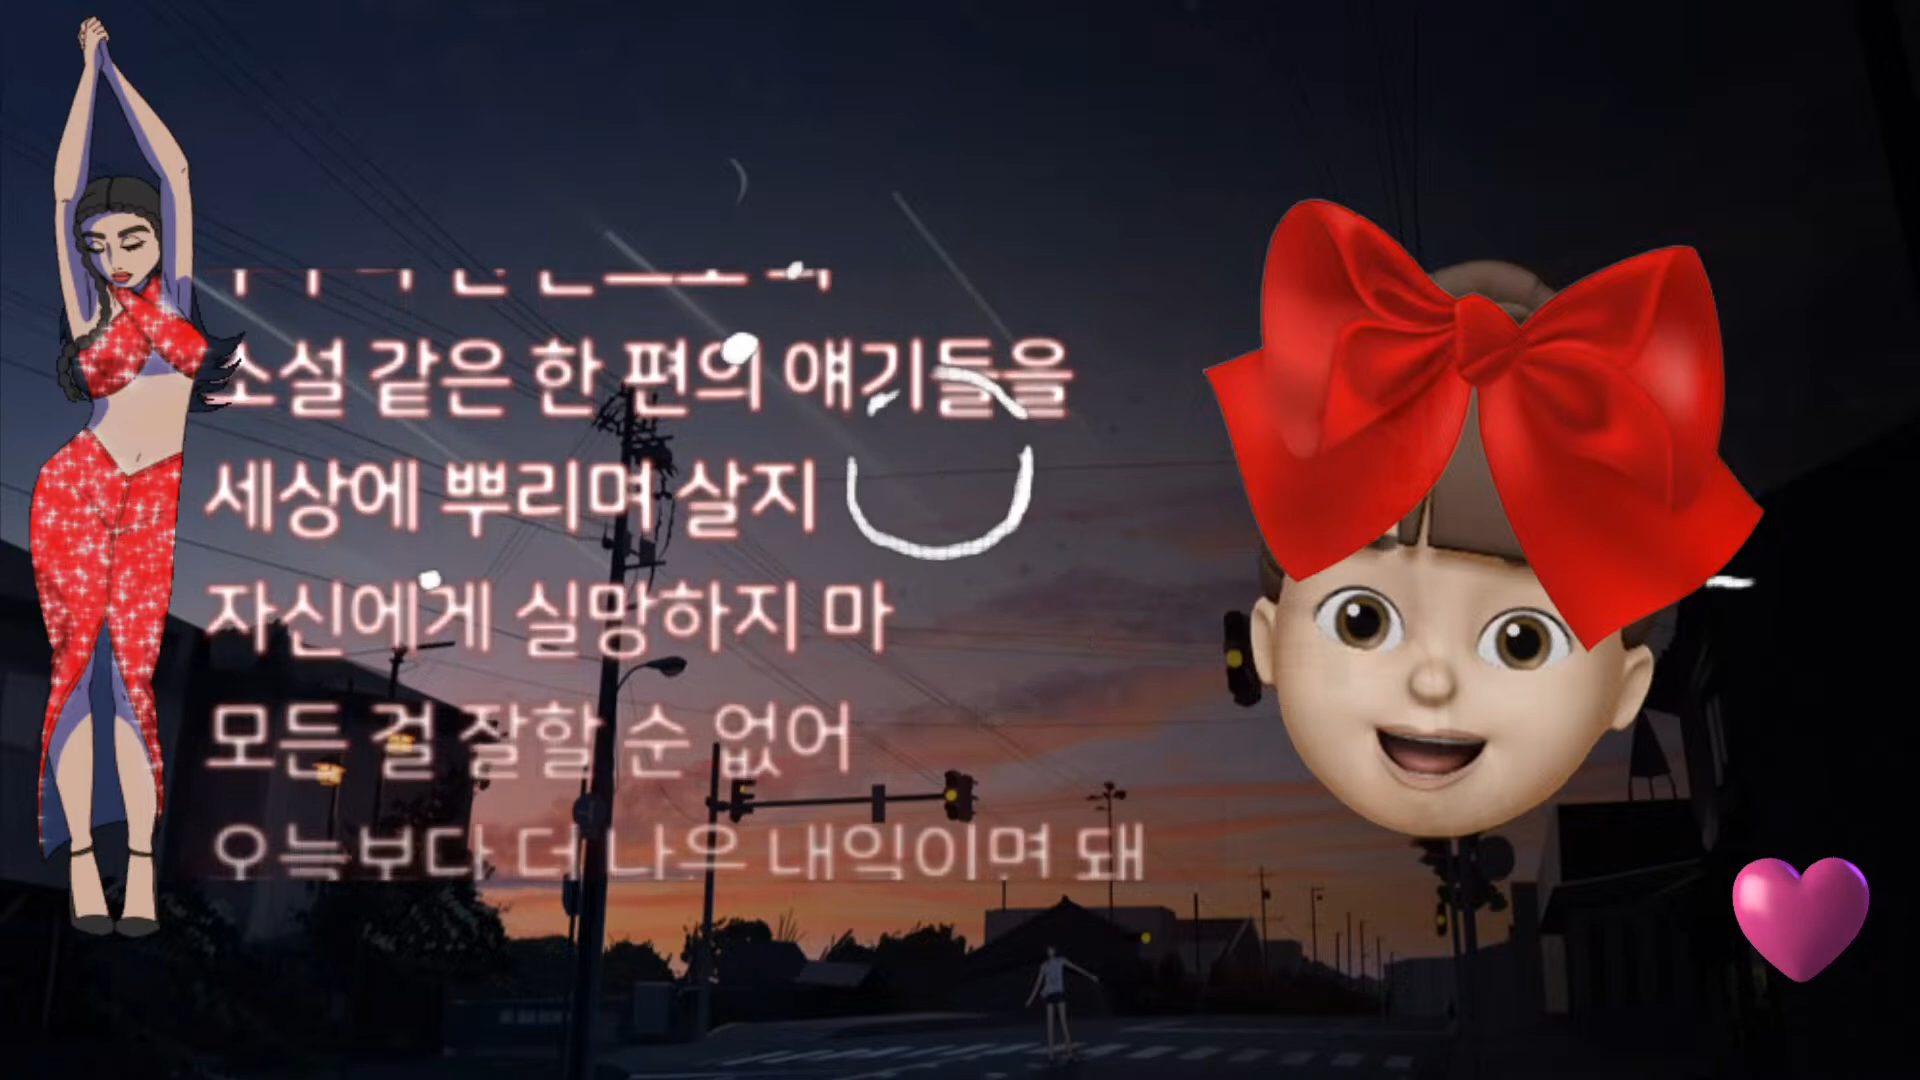 소설 같은 한 편의 얘기들을
세상에 뿌리며 살지
자신에게 실망하지 마
모든 걸 잘할 순 없어
오늘보다 더 나은 내일이면 돼